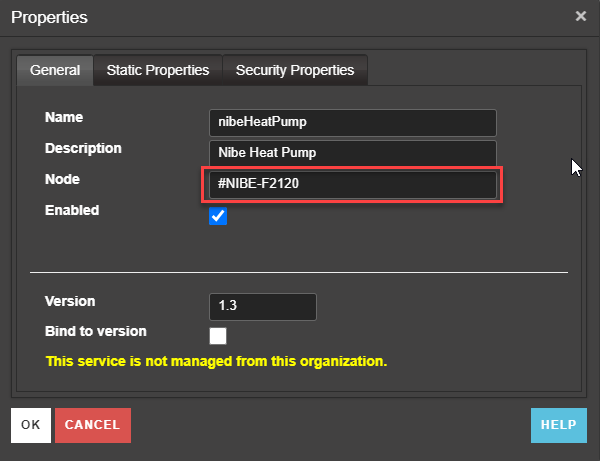 Properties ×
General Static Properties Security Properties
Name nibeHeatPump
Description Nibe Heat Pump
Node #NIBE-F2120
Enabled
Version 1.3
Bind to version
This service is not managed from this organization.
OK CANCEL HELP